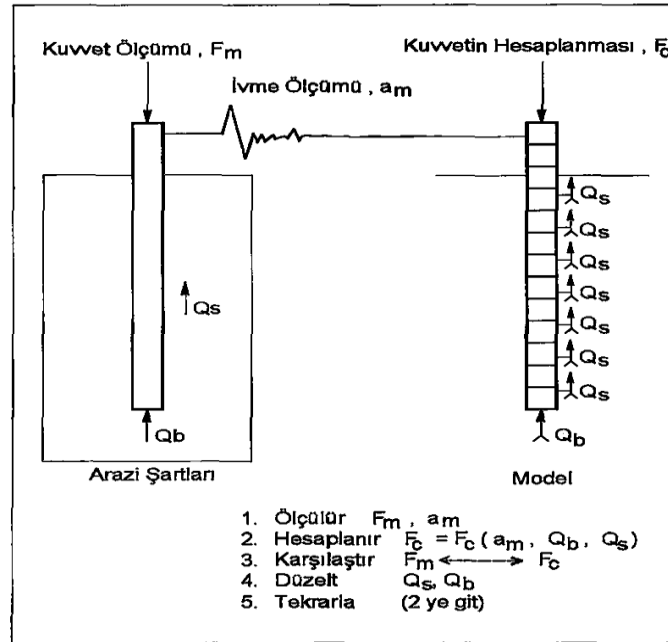 Kuvvet Ölçümü , Fm
Kuvvetin Hesaplanması , Fc
İvme Ölçümü , am
Qs
Qs
Qs
Qs
Qs
Qs
Qs
Qs
Qb
Qb
Arazi Şartları
Model
1. Ölçülür Fm , am
2. Hesaplanır Fc = Fc ( am , Qb , Qs )
3. Karşılaştır Fm ⟷ Fc
4. Düzelt Qs, Qb
5. Tekrarla (2 ye git)